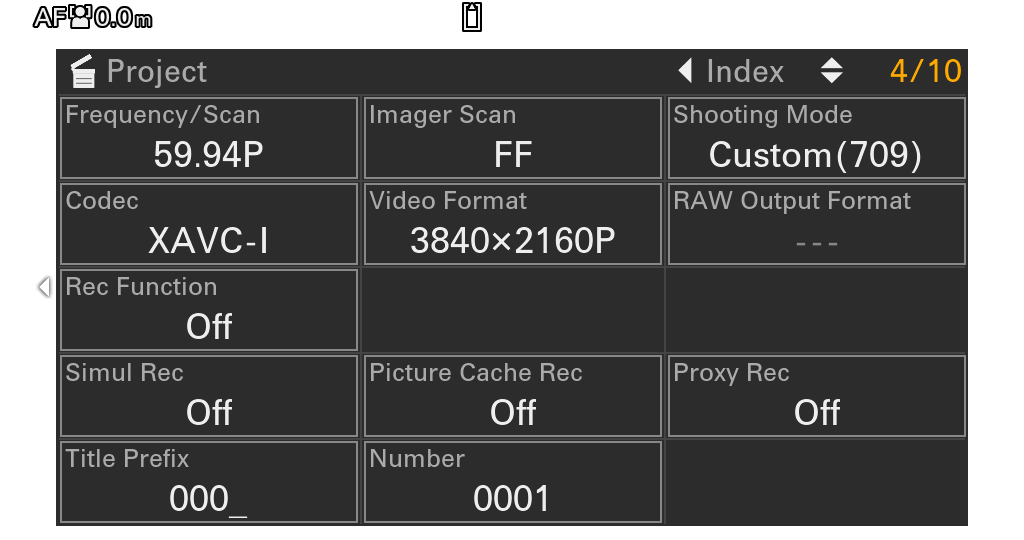 AF 0.0m
Project Index 4/10
Frequency/Scan Imager Scan Shooting Mode
59.94P FF Custom(709)
Codec Video Format RAW Output Format
XAVC-I 3840×2160P ---
Rec Function
Off
Simul Rec Picture Cache Rec Proxy Rec
Off Off Off
Title Prefix Number
000_ 0001